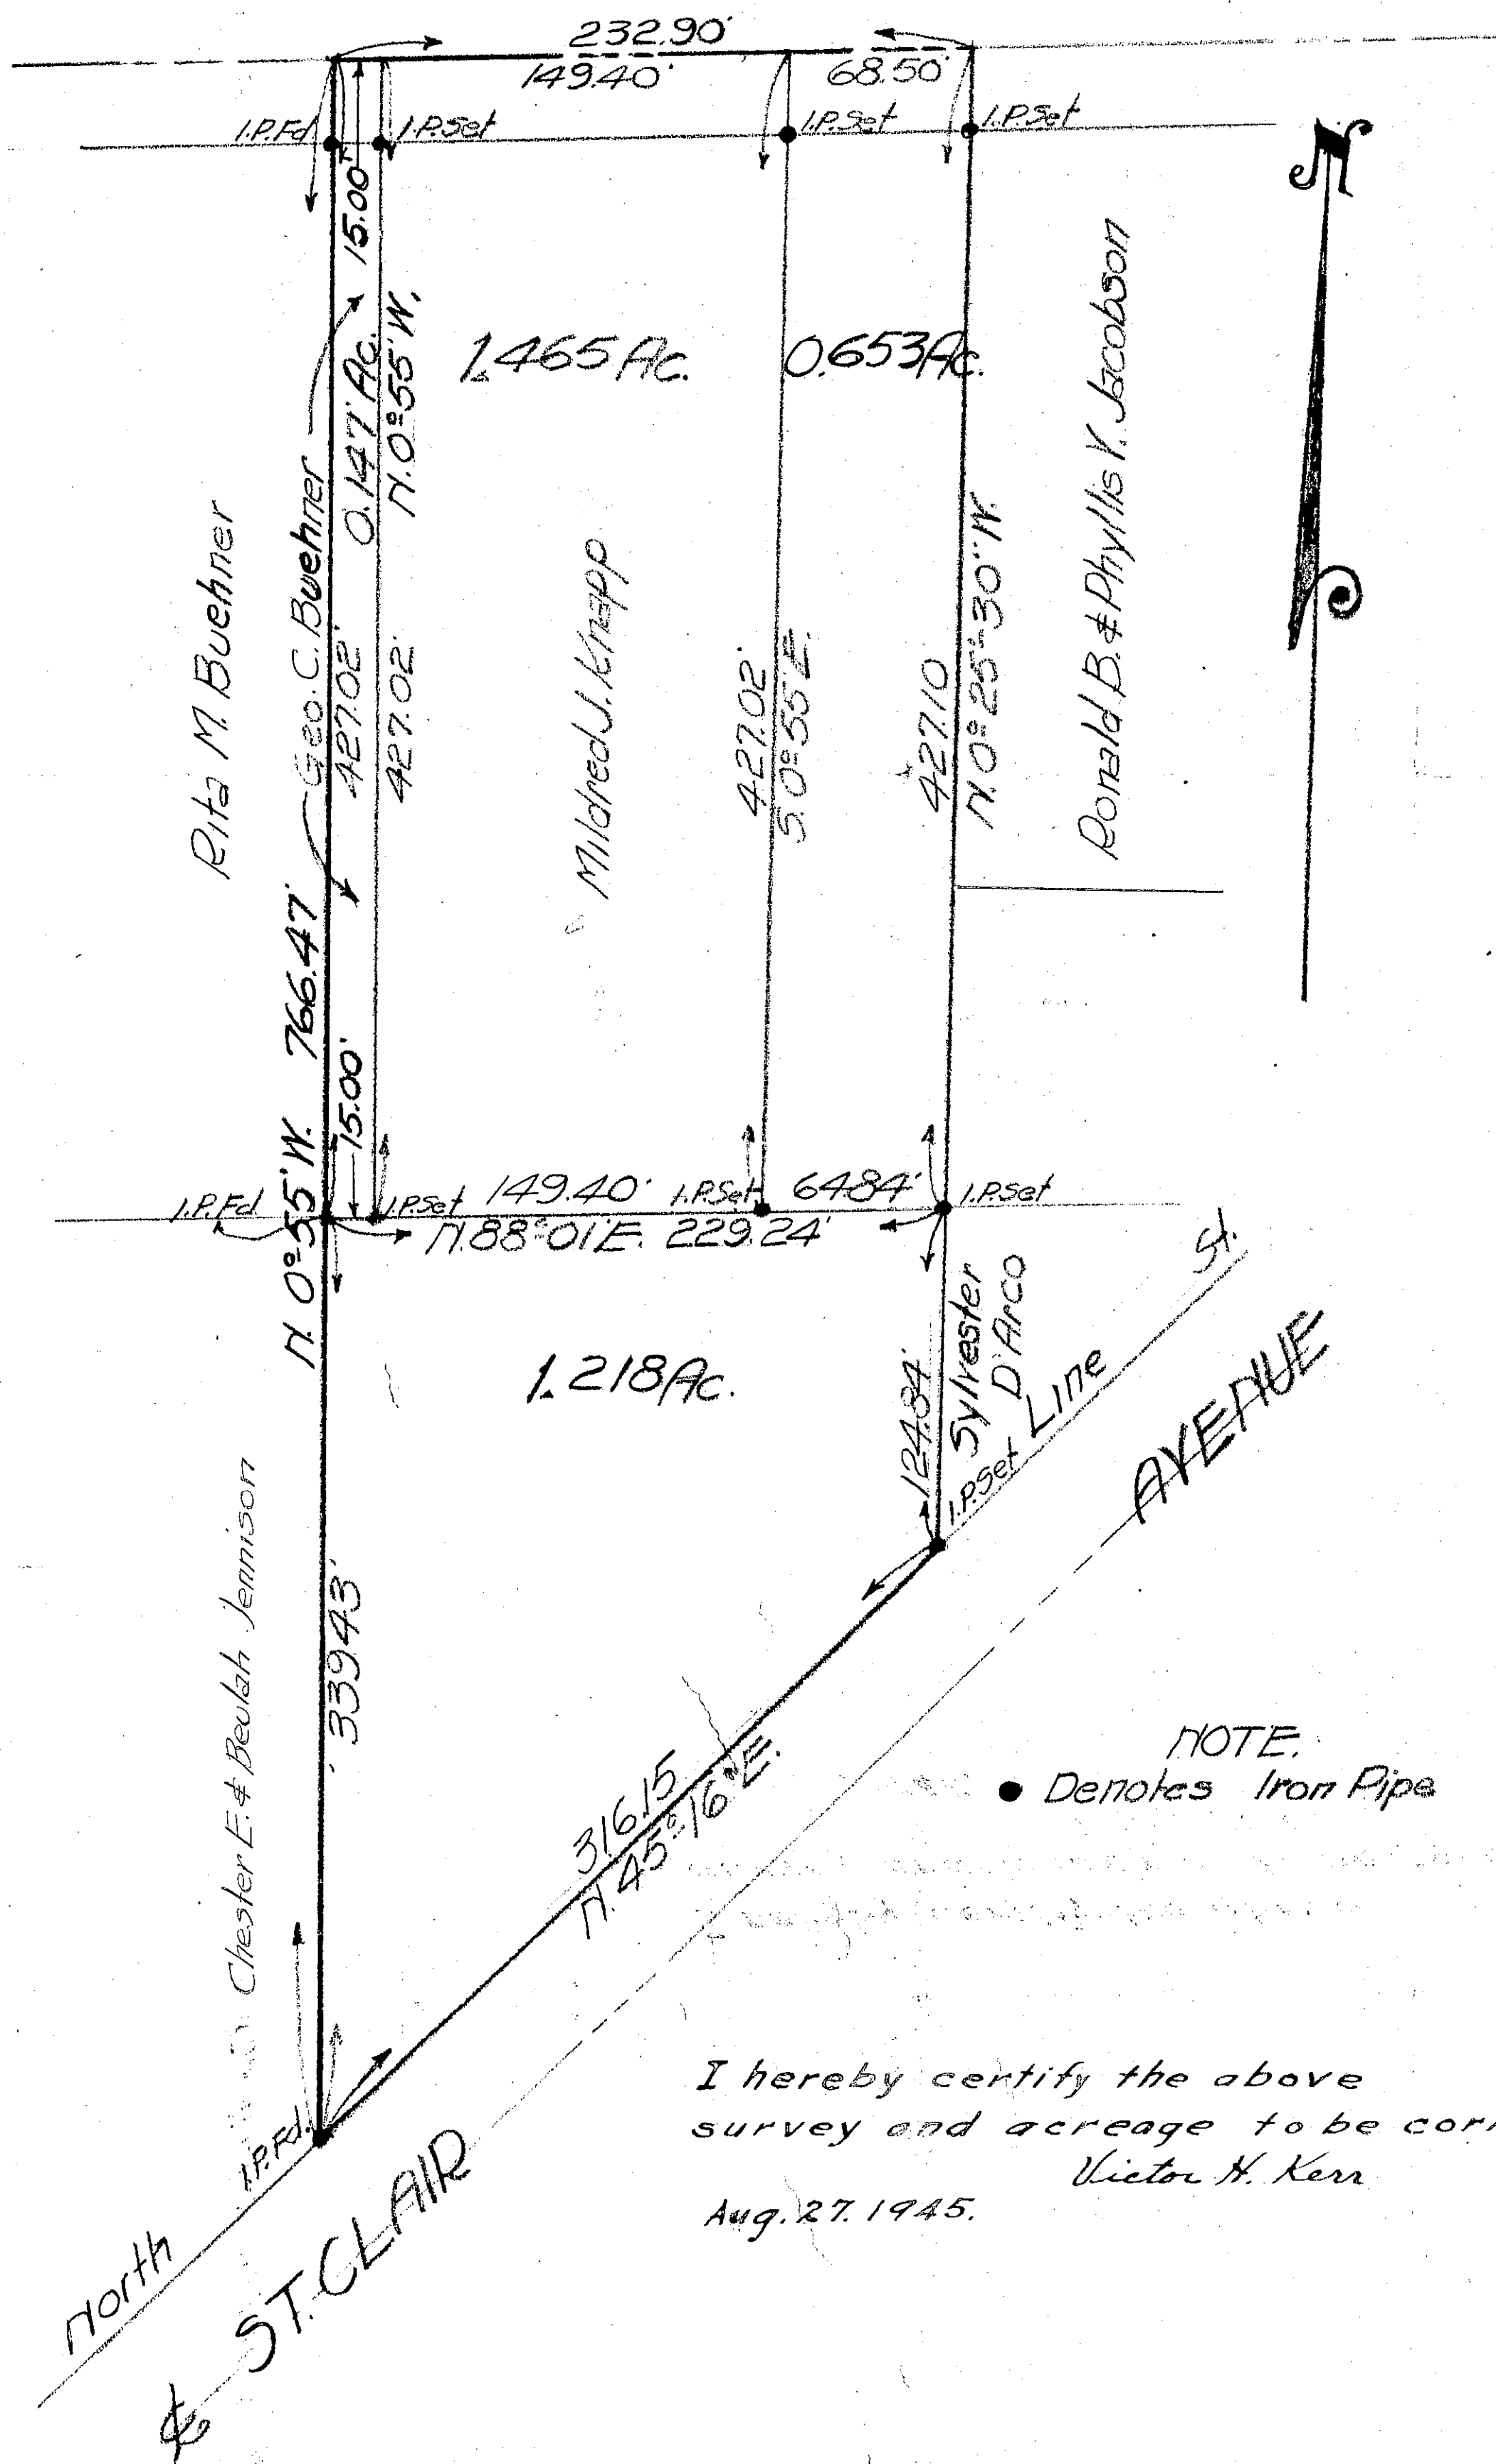 232.90'
149.40'
68.50'
I.P.Fd
I.P.Set
I.P.Set
I.P.Set
N
15.00'
1.465 Ac.
0.653 Ac.
0.147 Ac.
N.0°55'W.
Rita M. Buehner
Geo. C. Buehner
427.02'
427.02'
Mildred J. Knapp
427.02'
S.0°55'E.
427.10'
N.0°25'-30"W.
Ronald B. & Phyllis V. Jacobson
N. 0°55'W. 766.47'
15.00'
I.P.Fd
I.P.Set
149.40'
I.P.Set
64.84'
I.P.Set
N.88°01'E. 229.24'
1.218 Ac.
124.84'
Sylvester
D'Arco
I.P.Set
Line
St.
AVENUE
Chester E. & Beulah Jennison
339.43'
316.15
N.45°-16'E.
NOTE.
● Denotes Iron Pipe
I.P.Fd.
North
℄ ST. CLAIR
I hereby certify the above
survey and acreage to be corr
Victor H. Kerr
Aug. 27. 1945.